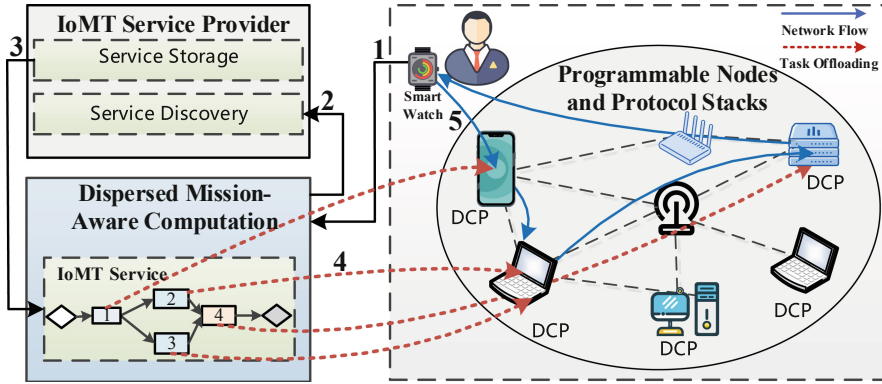 IoMT Service Provider
3
Service Storage
Service Discovery
2
1
Dispersed Mission-
Aware Computation
IoMT Service
4
1
2
3
4
Smart
Watch
5
Network Flow
Task Offloading
Programmable Nodes
and Protocol Stacks
DCP
DCP
DCP
DCP
DCP